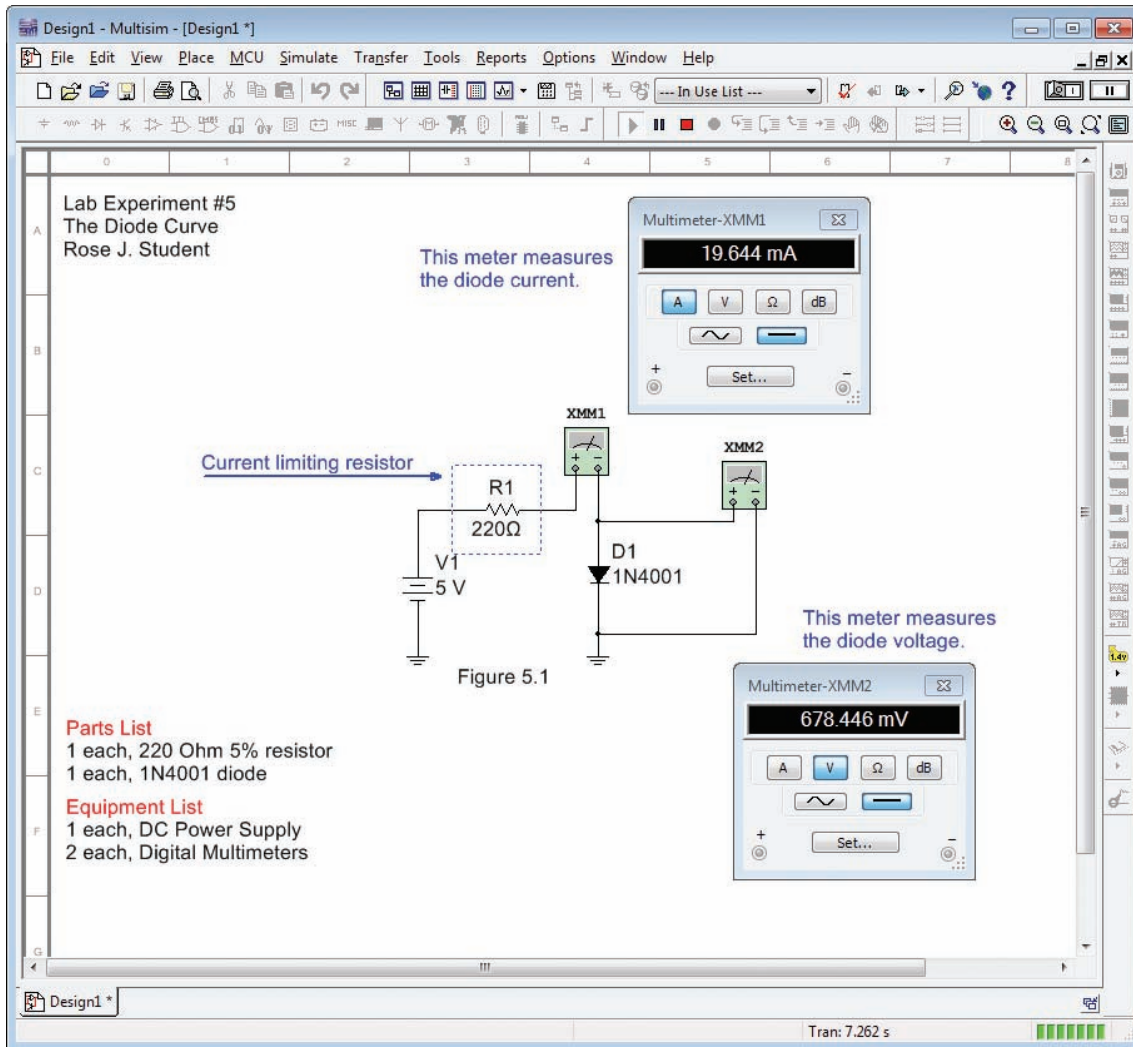 Design1 - Multisim - [Design1 *]
File Edit View Place MCU Simulate Transfer Tools Reports Options Window Help
--- In Use List ---
MISC
0 1 2 3 4 5 6 7 8
A
B
C
D
E
F
G
Lab Experiment #5
The Diode Curve
Rose J. Student
This meter measures
the diode current.
Multimeter-XMM1
19.644 mA
A V Ω dB
+ −
Set...
Current limiting resistor
XMM1
+ −
XMM2
+ −
R1
220Ω
V1
5 V
D1
1N4001
Figure 5.1
This meter measures
the diode voltage.
Multimeter-XMM2
678.446 mV
A V Ω dB
+ −
Set...
Parts List
1 each, 220 Ohm 5% resistor
1 each, 1N4001 diode
Equipment List
1 each, DC Power Supply
2 each, Digital Multimeters
1.4v
Design1 *
Tran: 7.262 s